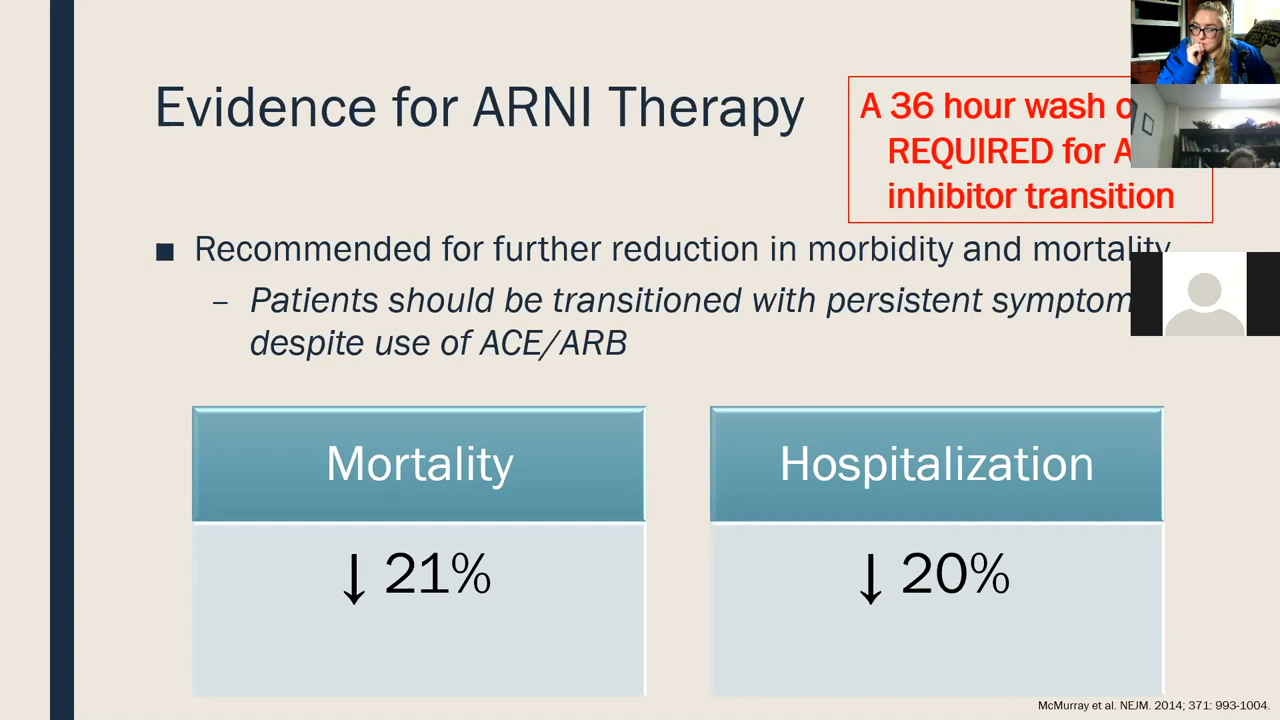 Evidence for ARNI Therapy
A 36 hour wash
REQUIRED for
inhibitor transition
■ Recommended for further reduction in morbidity and mortality
– Patients should be transitioned with persistent
despite use of ACE/ARB
Mortality
Hospitalization
↓ 21%
↓ 20%
McMurray et al. NEJM. 2014; 371: 993-1004.